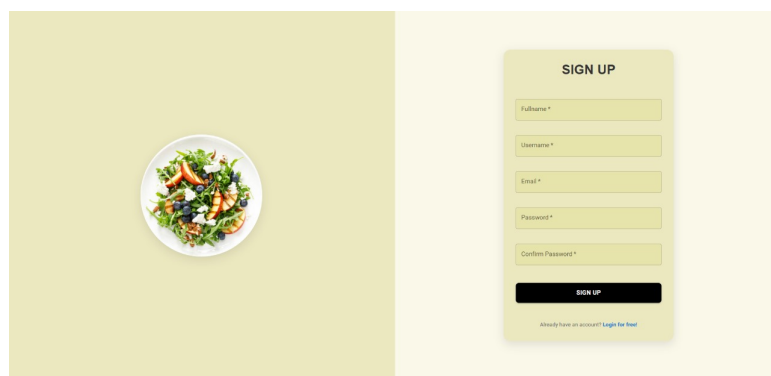 SIGN UP
Fullname *
Username *
Email *
Password *
Confirm Password *
SIGN UP
Already have an account? Login for free!